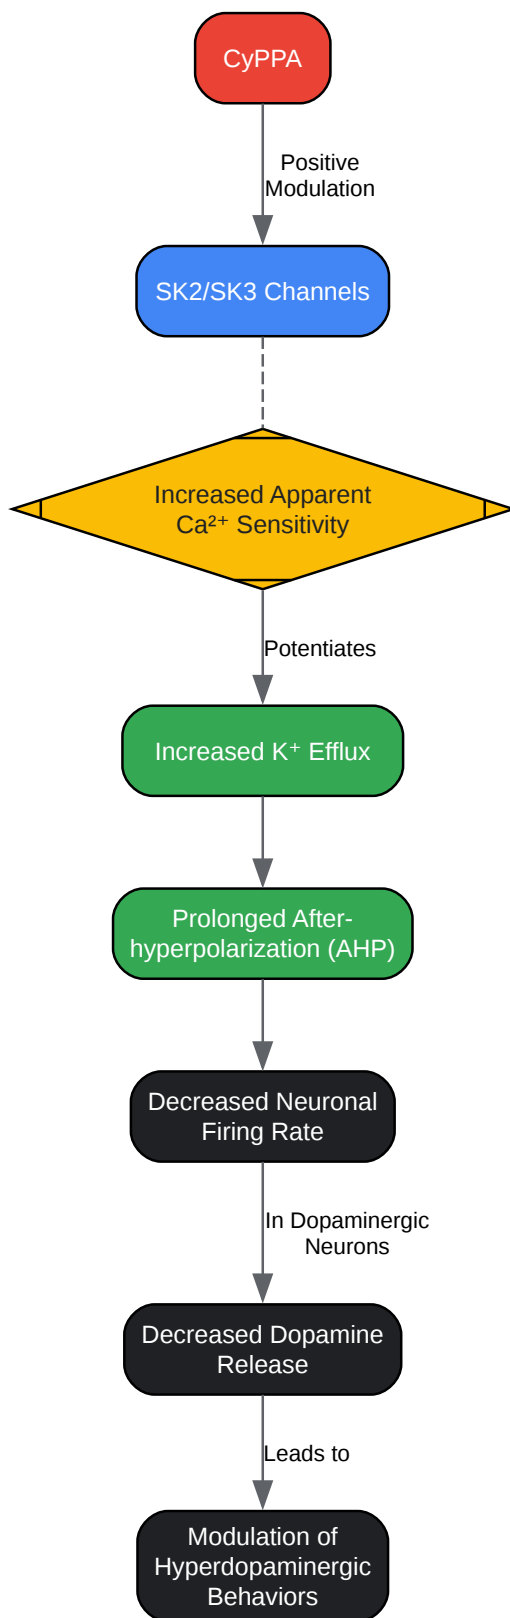 CyPPA
Positive
Modulation
SK2/SK3 Channels
Increased Apparent
Ca²⁺ Sensitivity
Potentiates
Increased K⁺ Efflux
Prolonged After-
hyperpolarization (AHP)
Decreased Neuronal
Firing Rate
In Dopaminergic
Neurons
Decreased Dopamine
Release
Leads to
Modulation of
Hyperdopaminergic
Behaviors